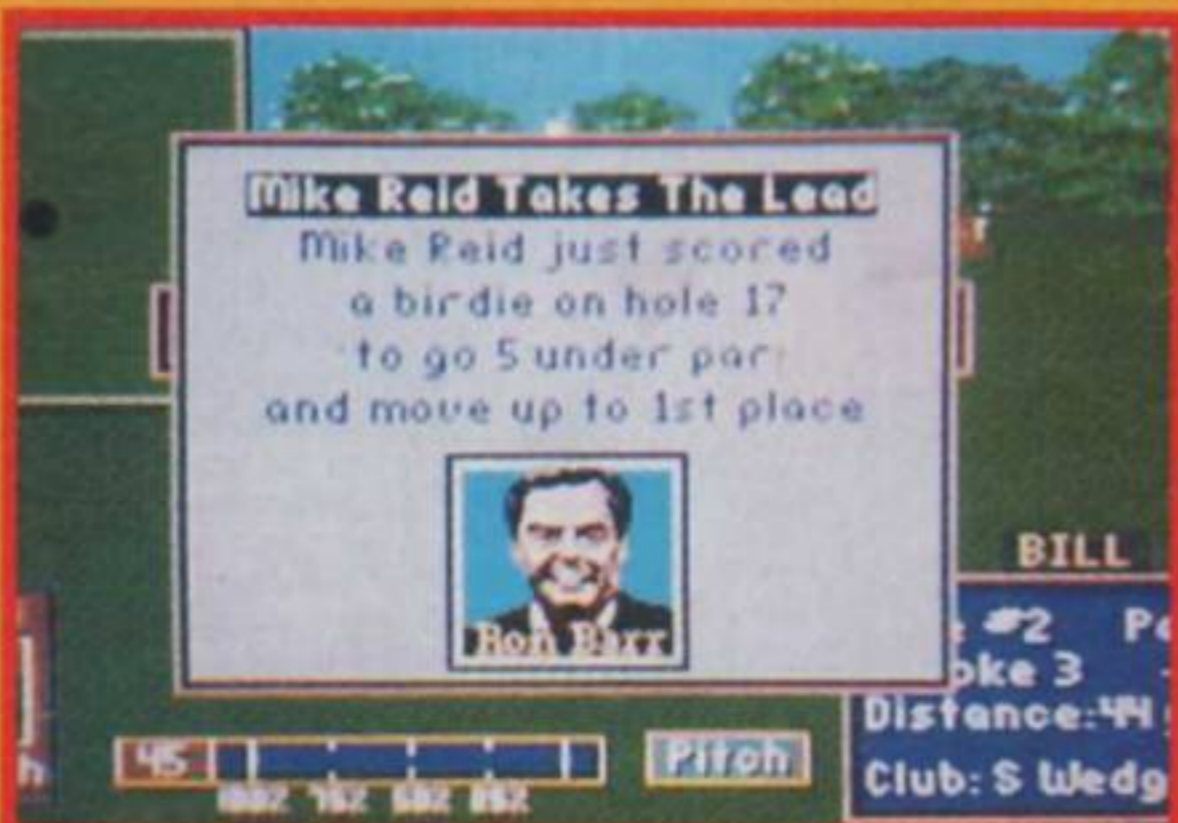 Mike Reid Takes The Lead
Mike Reid just scored
a birdie on hole 17
to go 5 under par
and move up to 1st place
Ron Barr
BILL
#2
3
Distance:44
Club: S Wedg
45
Pitch